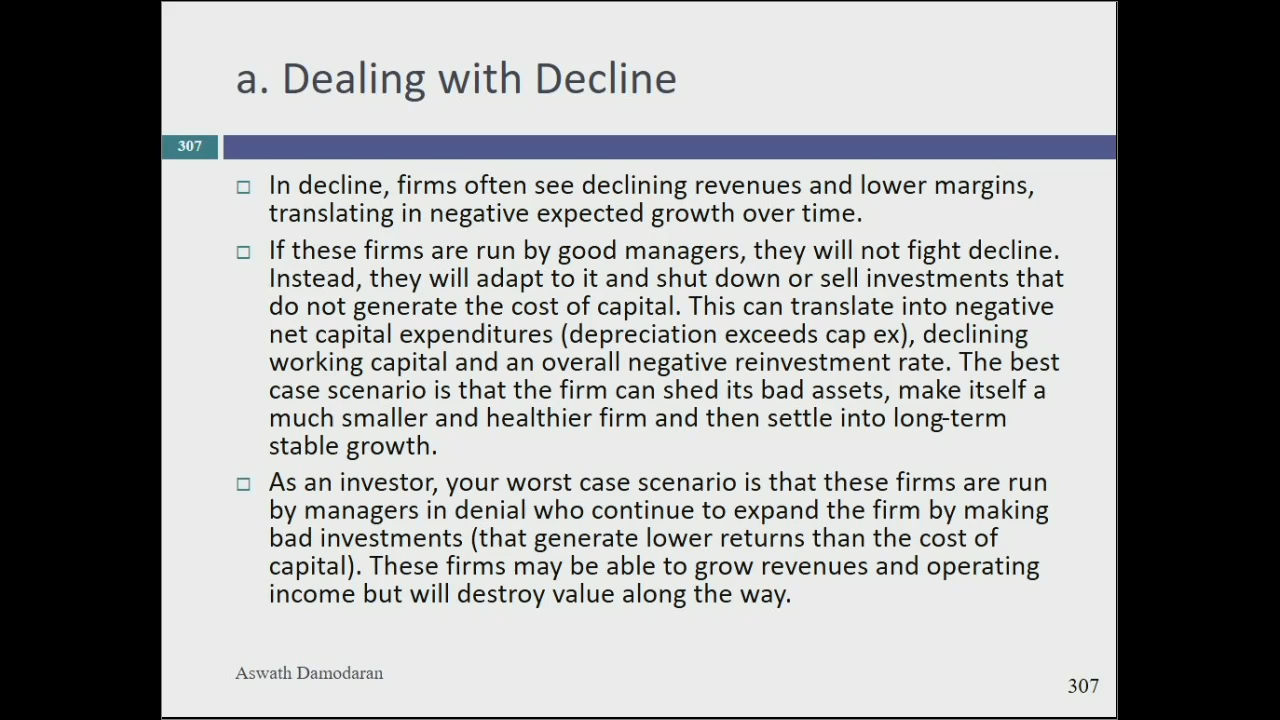 a. Dealing with Decline
307
In decline, firms often see declining revenues and lower margins,
translating in negative expected growth over time.
If these firms are run by good managers, they will not fight decline.
Instead, they will adapt to it and shut down or sell investments that
do not generate the cost of capital. This can translate into negative
net capital expenditures (depreciation exceeds cap ex), declining
working capital and an overall negative reinvestment rate. The best
case scenario is that the firm can shed its bad assets, make itself a
much smaller and healthier firm and then settle into long-term
stable growth.
As an investor, your worst case scenario is that these firms are run
by managers in denial who continue to expand the firm by making
bad investments (that generate lower returns than the cost of
capital). These firms may be able to grow revenues and operating
income but will destroy value along the way.
Aswath Damodaran
307